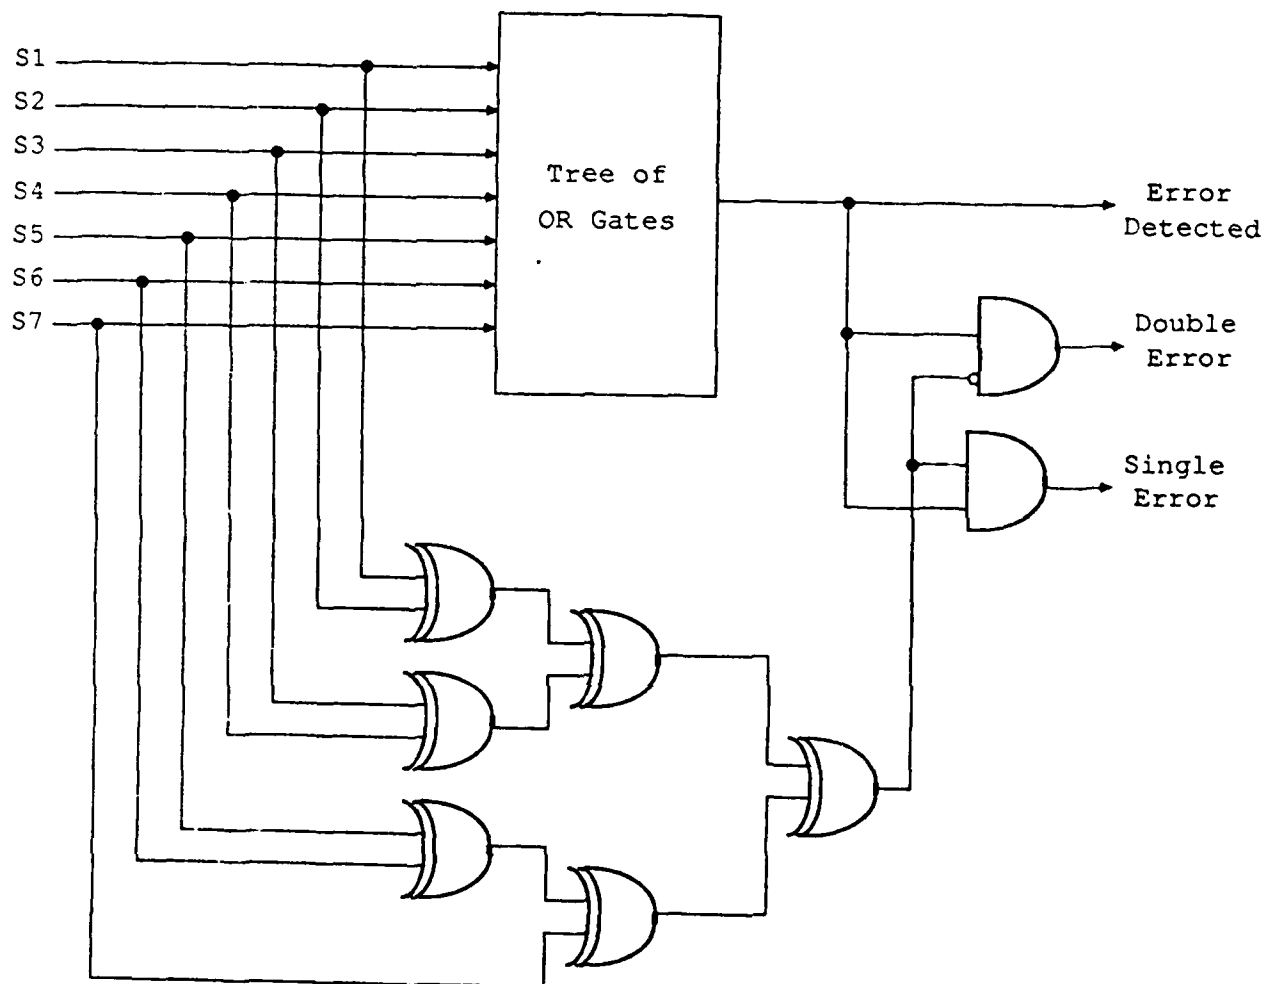 S1
S2
S3
S4
S5
S6
S7
Tree of
OR Gates
Error
Detected
Double
Error
Single
Error